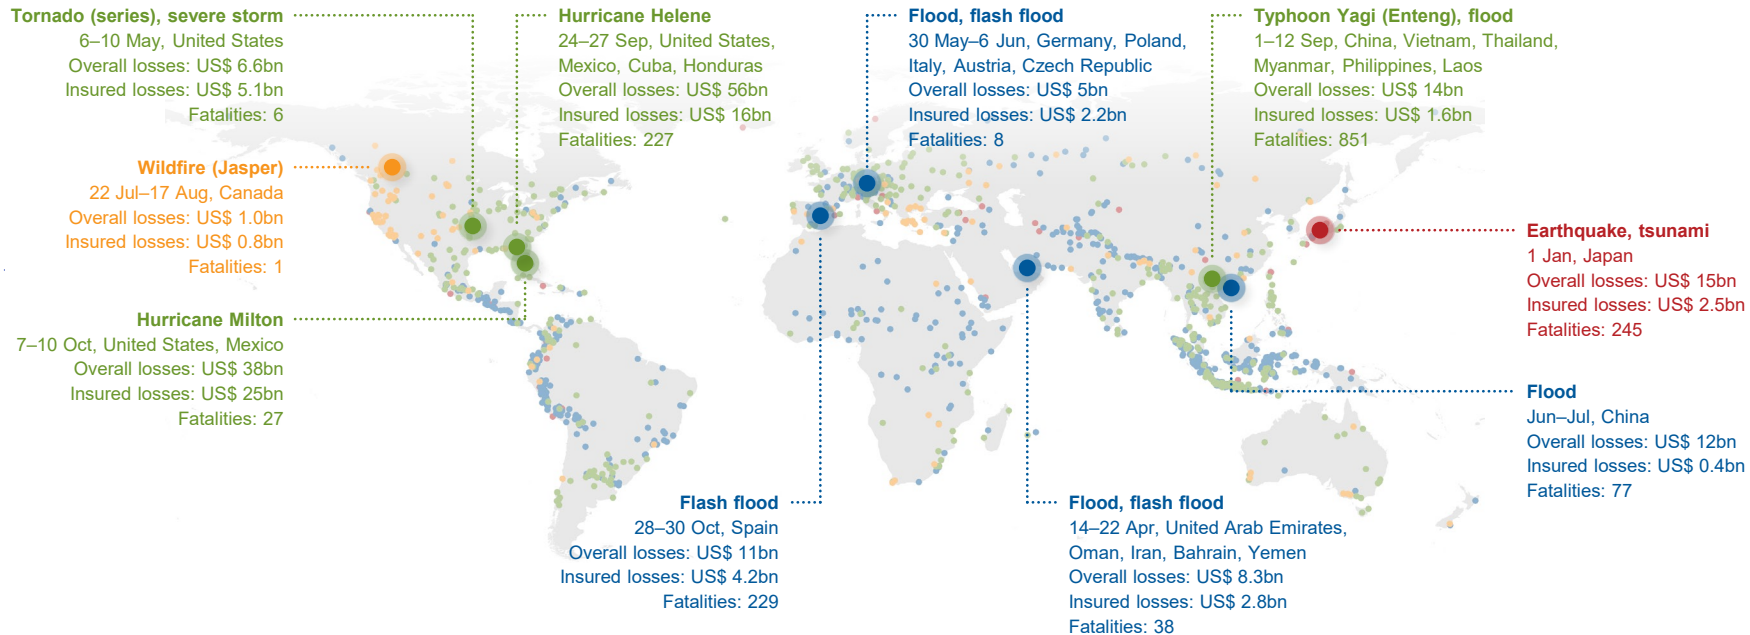 Tornado (series), severe storm
6–10 May, United States
Overall losses: US$ 6.6bn
Insured losses: US$ 5.1bn
Fatalities: 6
Hurricane Helene
24–27 Sep, United States,
Mexico, Cuba, Honduras
Overall losses: US$ 56bn
Insured losses: US$ 16bn
Fatalities: 227
Flood, flash flood
30 May–6 Jun, Germany, Poland,
Italy, Austria, Czech Republic
Overall losses: US$ 5bn
Insured losses: US$ 2.2bn
Fatalities: 8
Typhoon Yagi (Enteng), flood
1–12 Sep, China, Vietnam, Thailand,
Myanmar, Philippines, Laos
Overall losses: US$ 14bn
Insured losses: US$ 1.6bn
Fatalities: 851
Wildfire (Jasper)
22 Jul–17 Aug, Canada
Overall losses: US$ 1.0bn
Insured losses: US$ 0.8bn
Fatalities: 1
Earthquake, tsunami
1 Jan, Japan
Overall losses: US$ 15bn
Insured losses: US$ 2.5bn
Fatalities: 245
Hurricane Milton
7–10 Oct, United States, Mexico
Overall losses: US$ 38bn
Insured losses: US$ 25bn
Fatalities: 27
Flood
Jun–Jul, China
Overall losses: US$ 12bn
Insured losses: US$ 0.4bn
Fatalities: 77
Flash flood
28–30 Oct, Spain
Overall losses: US$ 11bn
Insured losses: US$ 4.2bn
Fatalities: 229
Flood, flash flood
14–22 Apr, United Arab Emirates,
Oman, Iran, Bahrain, Yemen
Overall losses: US$ 8.3bn
Insured losses: US$ 2.8bn
Fatalities: 38